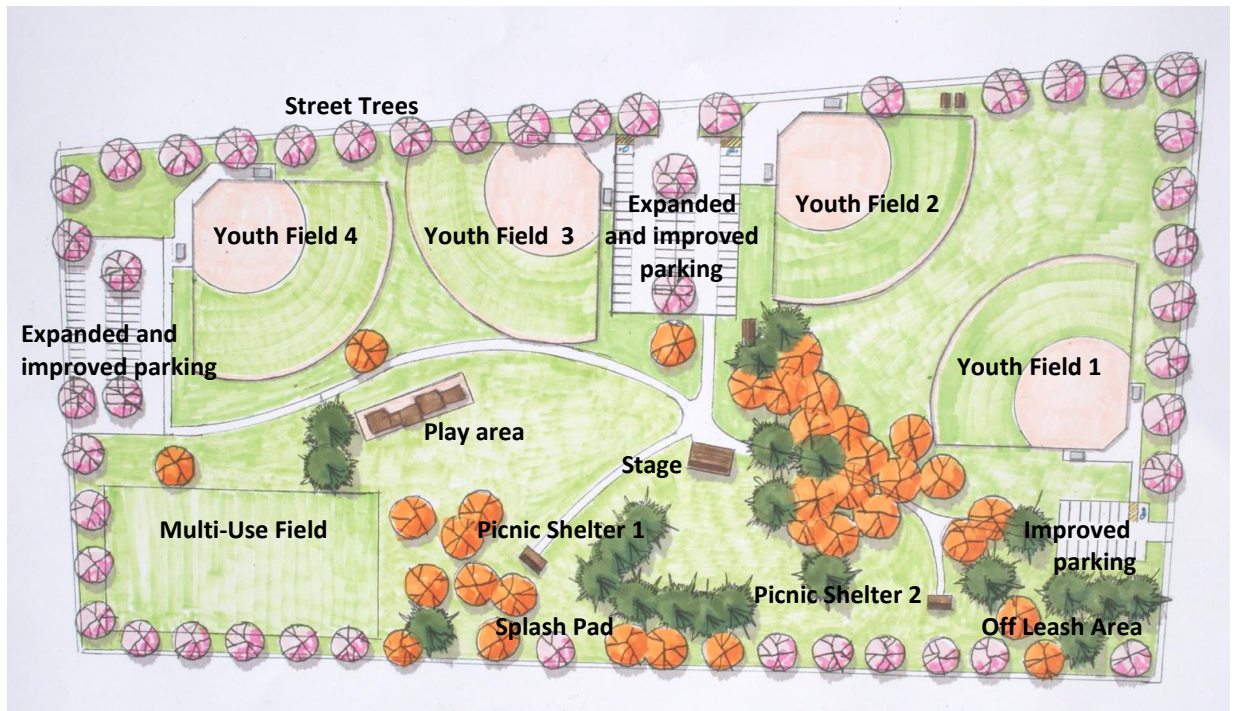 Street Trees
Expanded
and improved
parking
Youth Field 2
Youth Field 4
Youth Field 3
Expanded and
improved parking
Youth Field 1
Play area
Stage
Multi-Use Field
Picnic Shelter 1
Improved
parking
Picnic Shelter 2
Splash Pad
Off Leash Area